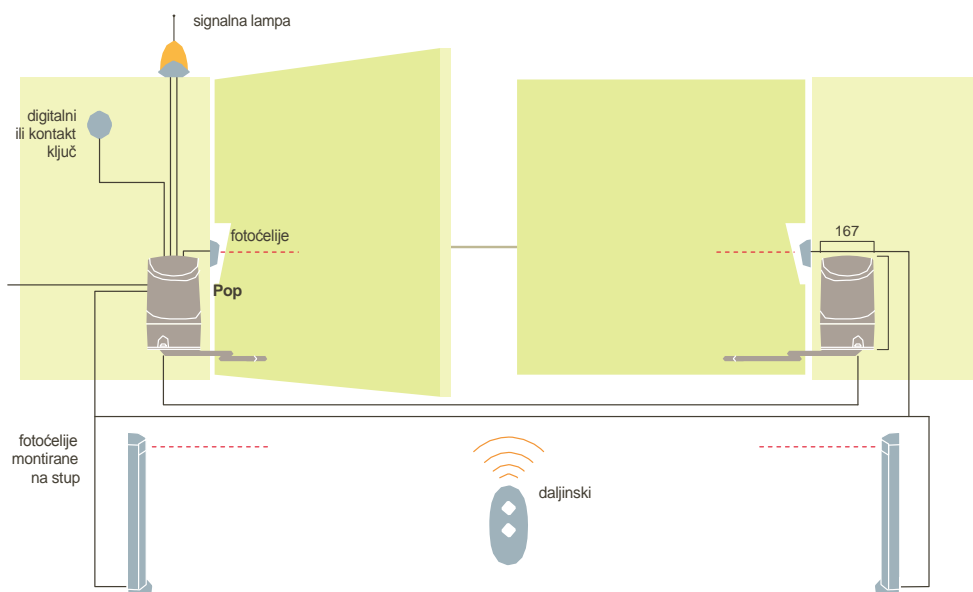 signalna lampa
digitalni
ili kontakt
ključ
fotoćelije
167
Pop
fotoćelije
montirane
na stup
daljinski